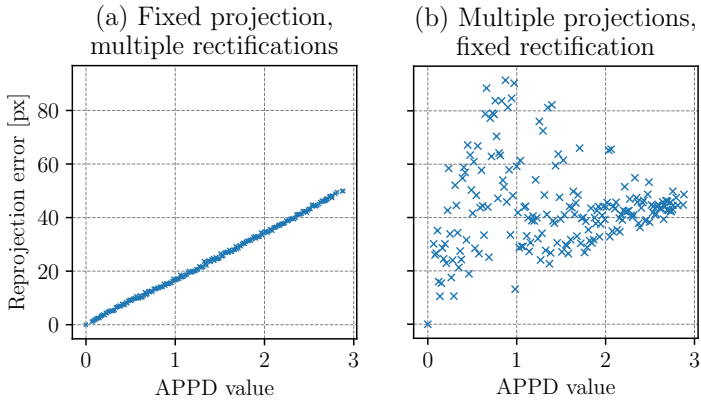 (a) Fixed projection,
multiple rectifications
(b) Multiple projections,
fixed rectification
Reprojection error [px]
80
60
40
20
0
0 1 2 3
0 1 2 3
APPD value
APPD value